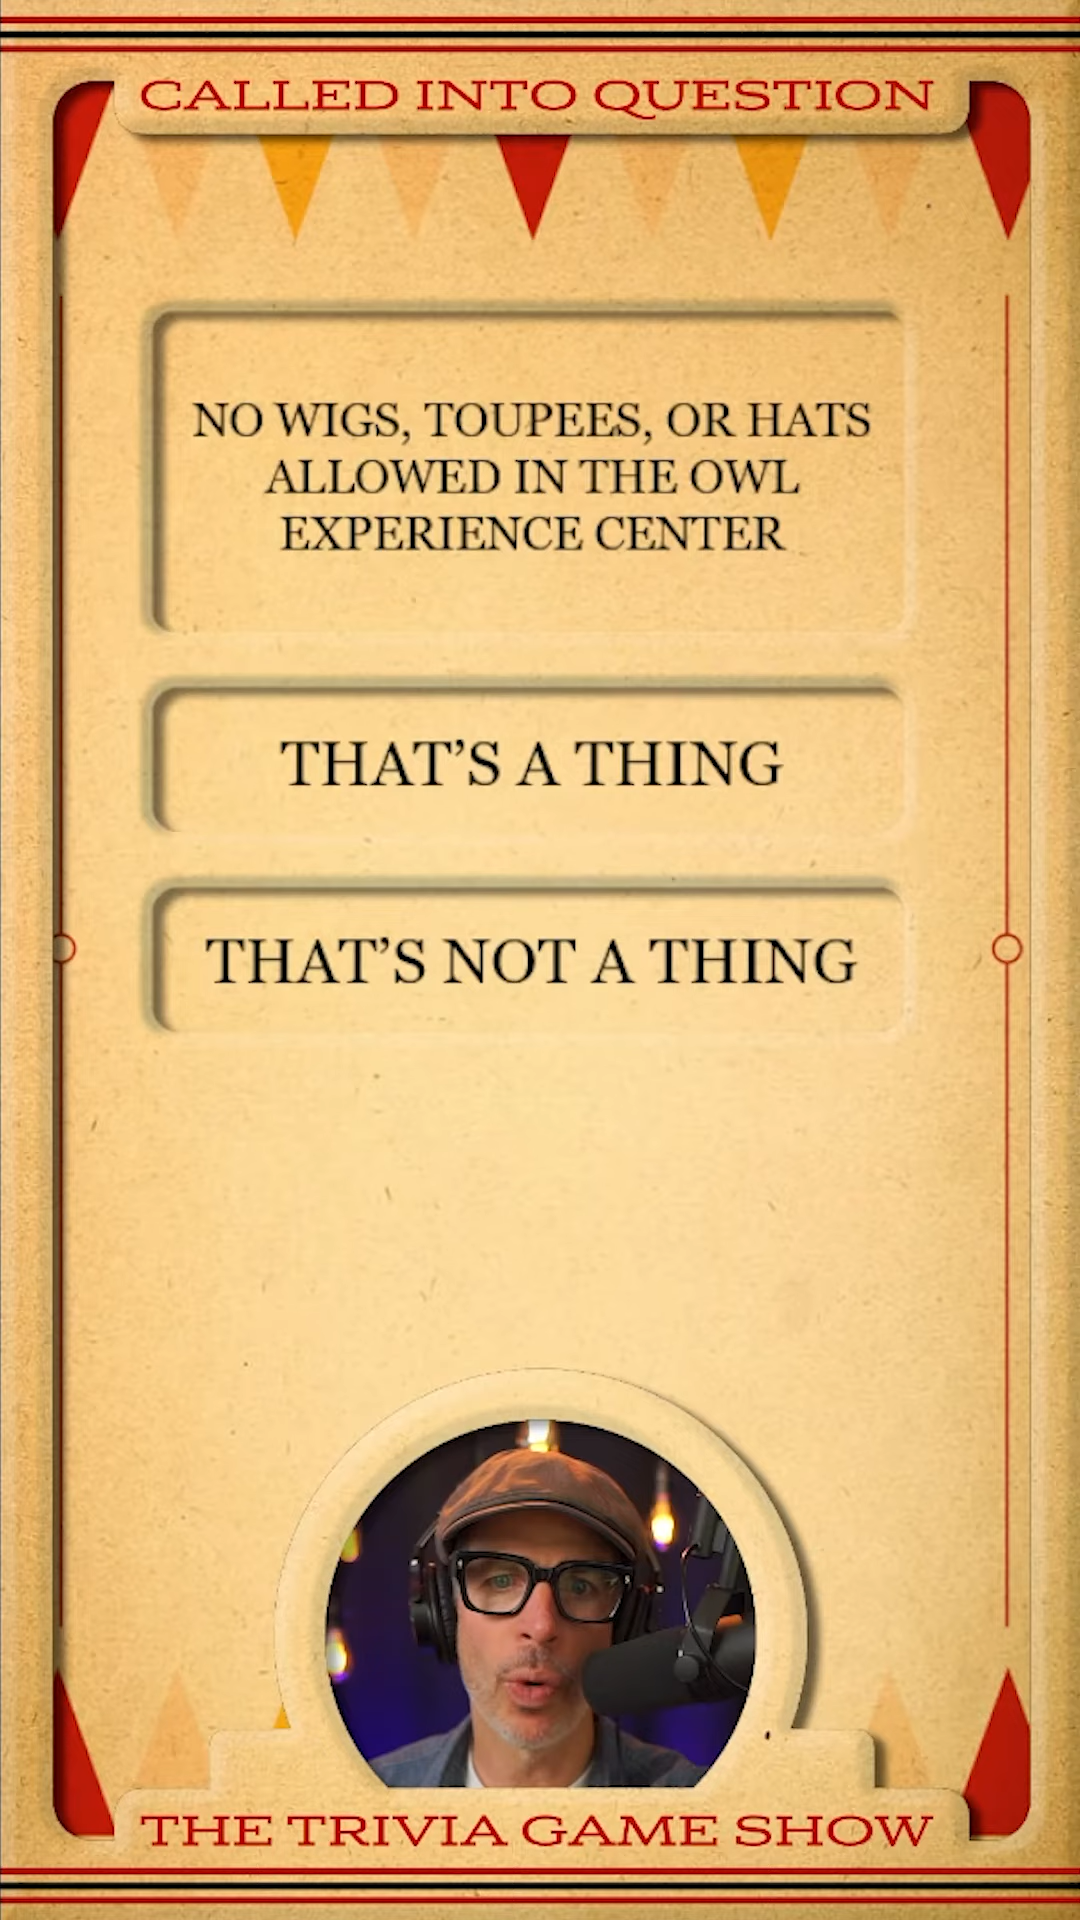 CALLED INTO QUESTION
NO WIGS, TOUPEES, OR HATS
ALLOWED IN THE OWL
EXPERIENCE CENTER
THAT’S A THING
THAT’S NOT A THING
THE TRIVIA GAME SHOW